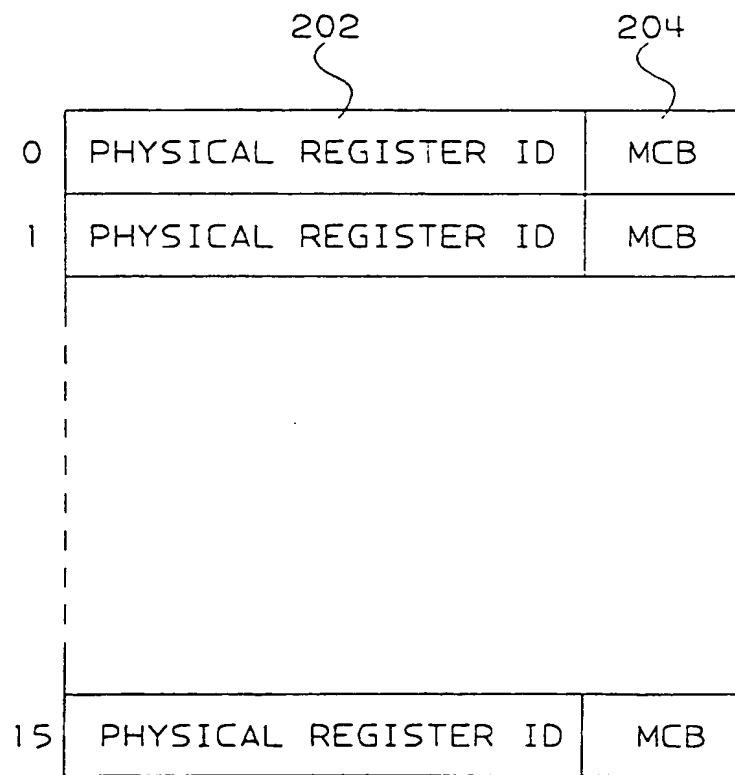 202 204
0 PHYSICAL REGISTER ID MCB
1 PHYSICAL REGISTER ID MCB
15 PHYSICAL REGISTER ID MCB